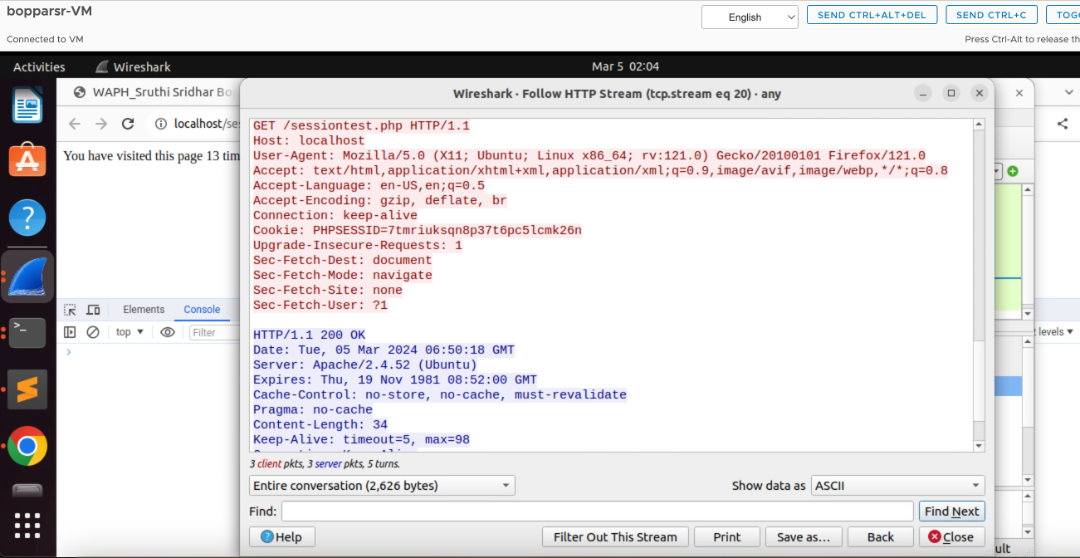 bopparsr-VM
English
SEND CTRL+ALT+DEL
SEND CTRL+C
Connected to VM
Press Ctrl-Alt to release th
Activities
Wireshark
Mar 5 02:04
WAPH_Sruthi Sridhar Bo
Wireshark · Follow HTTP Stream (tcp.stream eq 20) · any
localhost/se
You have visited this page 13 tim
GET /sessiontest.php HTTP/1.1
Host: localhost
User-Agent: Mozilla/5.0 (X11; Ubuntu; Linux x86_64; rv:121.0) Gecko/20100101 Firefox/121.0
Accept: text/html,application/xhtml+xml,application/xml;q=0.9,image/avif,image/webp,*/*;q=0.8
Accept-Language: en-US,en;q=0.5
Accept-Encoding: gzip, deflate, br
Connection: keep-alive
Cookie: PHPSESSID=7tmriuksqn8p37t6pc5lcmk26n
Upgrade-Insecure-Requests: 1
Sec-Fetch-Dest: document
Sec-Fetch-Mode: navigate
Sec-Fetch-Site: none
Sec-Fetch-User: ?1
HTTP/1.1 200 OK
Date: Tue, 05 Mar 2024 06:50:18 GMT
Server: Apache/2.4.52 (Ubuntu)
Expires: Thu, 19 Nov 1981 08:52:00 GMT
Cache-Control: no-store, no-cache, must-revalidate
Pragma: no-cache
Content-Length: 34
Keep-Alive: timeout=5, max=98
Elements
Console
top
Filter
levels
3 client pkts, 3 server pkts, 5 turns.
Entire conversation (2,626 bytes)
Show data as
ASCII
Find:
Find Next
Help
Filter Out This Stream
Print
Save as…
Back
Close
ult